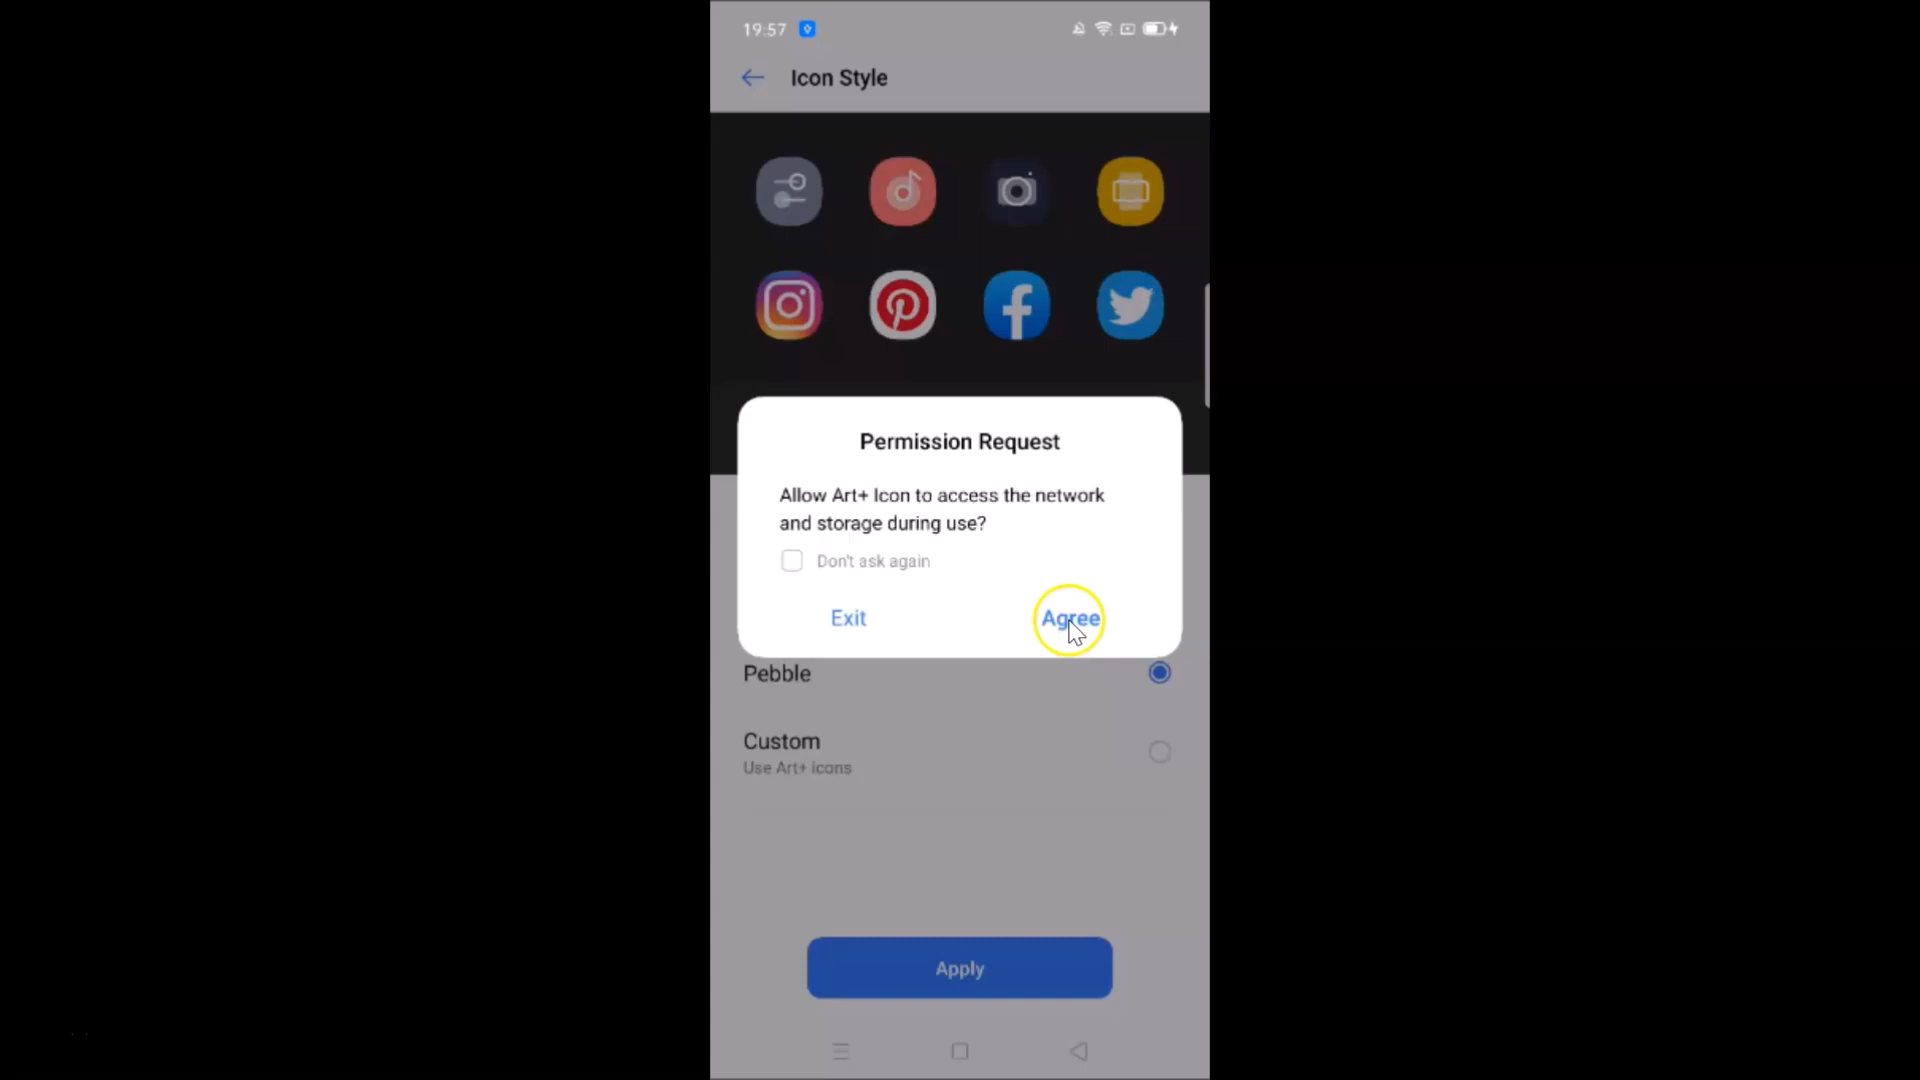 19:57
Icon Style
Permission Request
Allow Art+ Icon to access the network
and storage during use?
Don't ask again
Exit
Agree
Pebble
Custom
Use Art+ icons
Apply